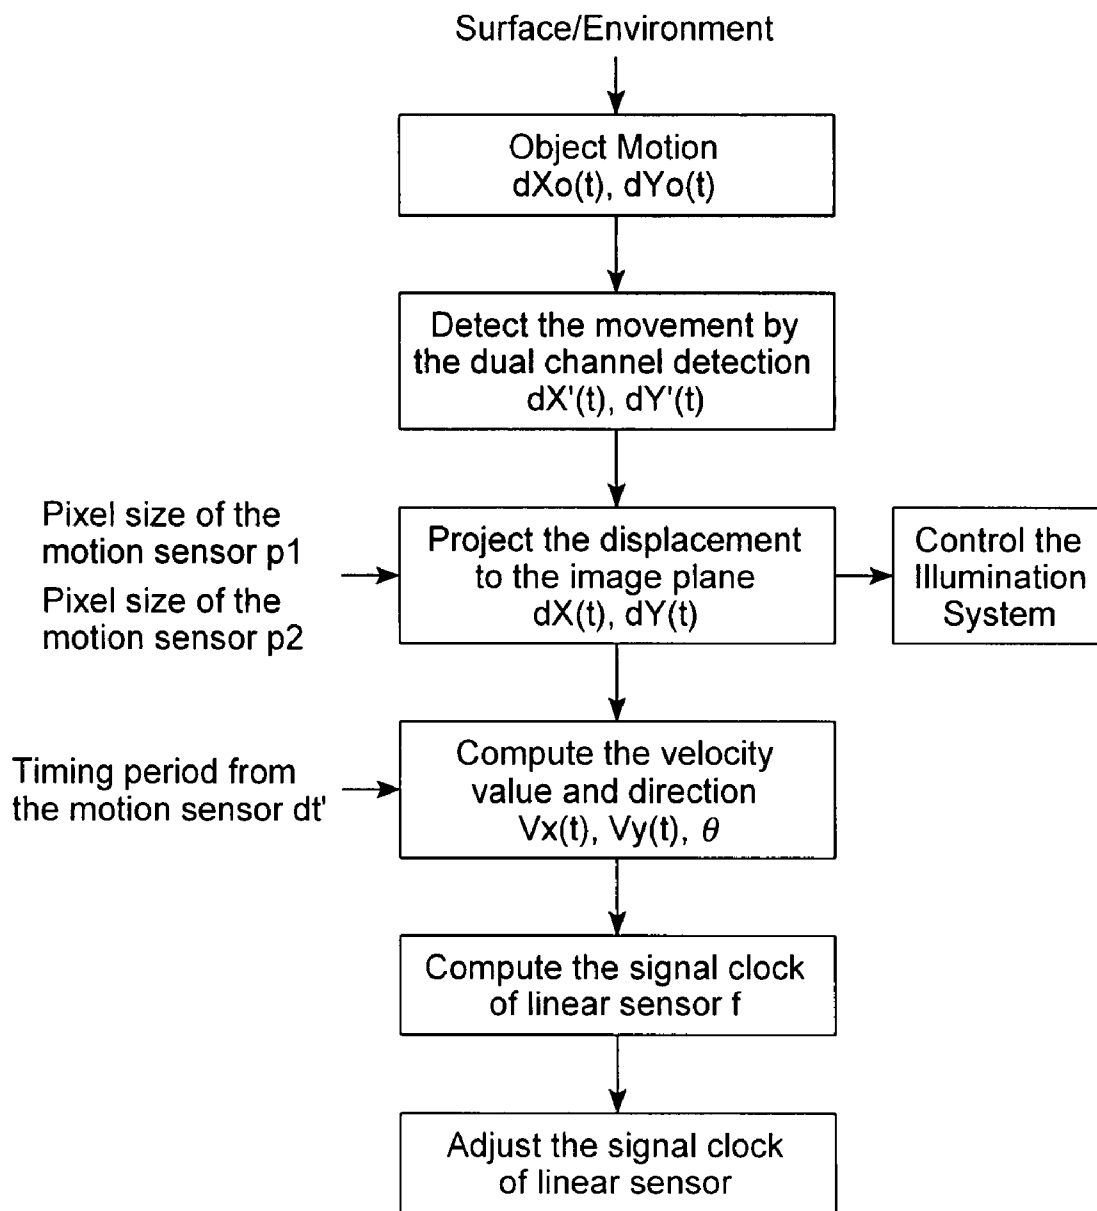 Surface/Environment
Object Motion
dXo(t), dYo(t)
Detect the movement by
the dual channel detection
dX'(t), dY'(t)
Pixel size of the
motion sensor p1
Pixel size of the
motion sensor p2
Project the displacement
to the image plane
dX(t), dY(t)
Control the
Illumination
System
Timing period from
the motion sensor dt'
Compute the velocity
value and direction
Vx(t), Vy(t), θ
Compute the signal clock
of linear sensor f
Adjust the signal clock
of linear sensor